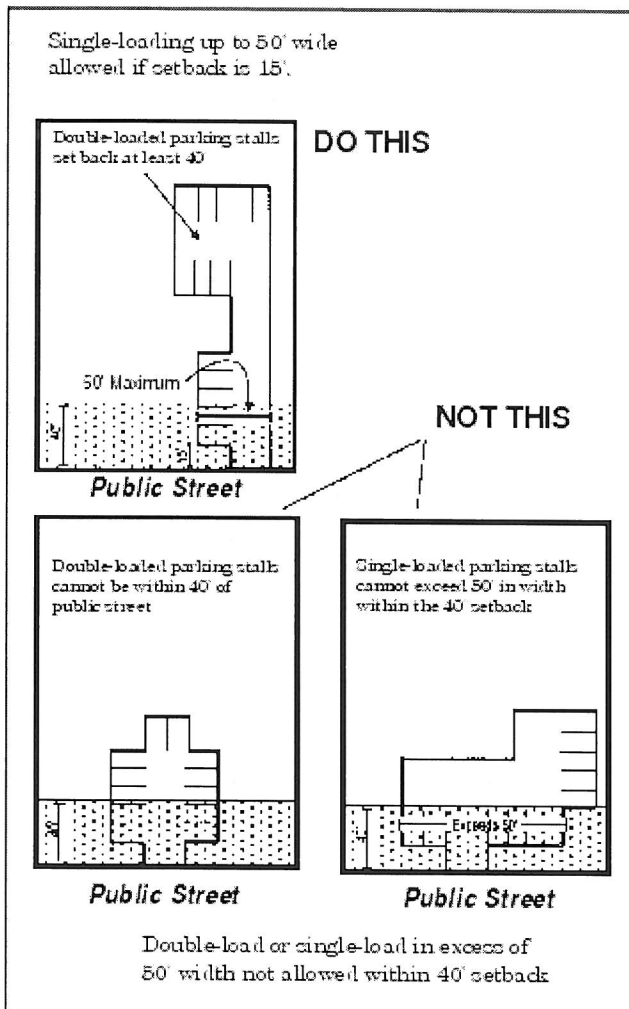 Single-loading up to 50' wide
allowed if setback is 15'.
DO THIS
Double-loaded parking stalls
set back at least 40'
50' Maximum
40'
15'
Public Street
NOT THIS
Double-loaded parking stalls
cannot be within 40' of
public street
40'
Public Street
Single-loaded parking stalls
cannot exceed 50' in width
within the 40' setback
Exceeds 50'
Public Street
Double-load or single-load in excess of
50' width not allowed within 40' setback